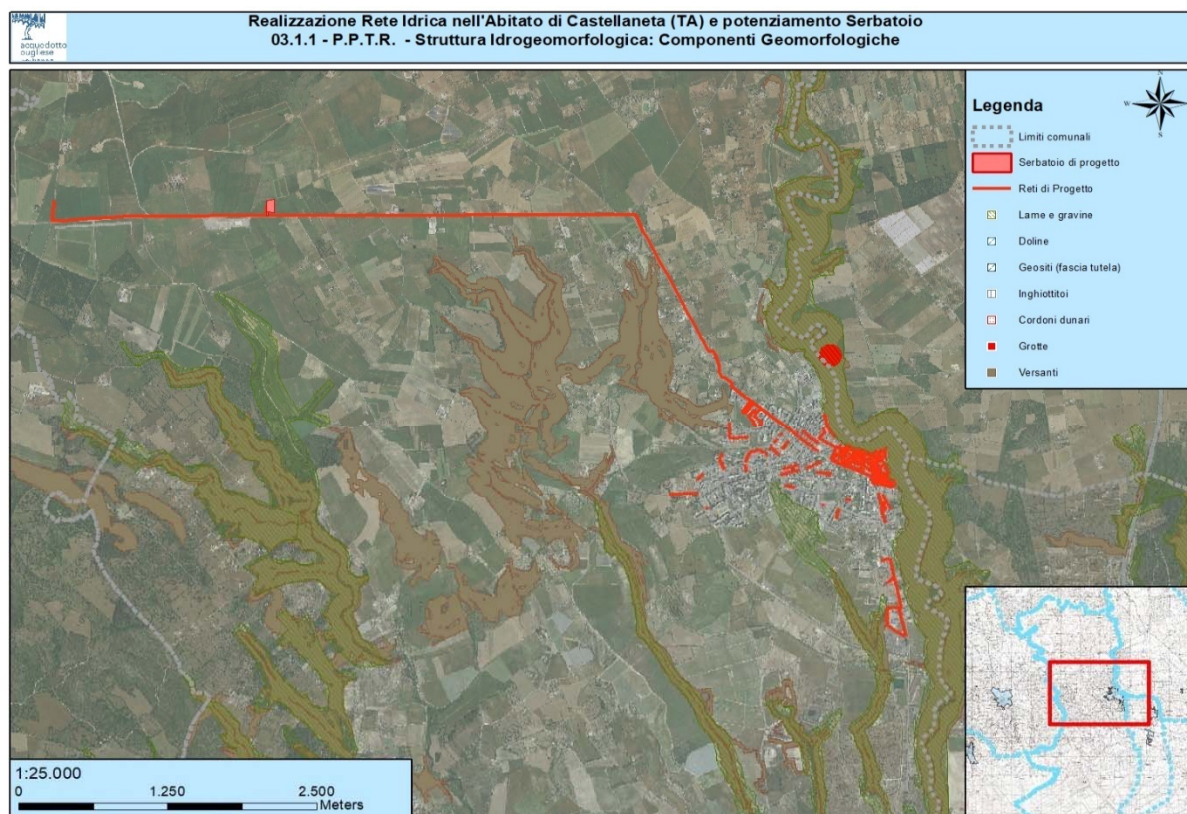 Realizzazione Rete Idrica nell'Abitato di Castellaneta (TA) e potenziamento Serbatoio
03.1.1 - P.P.T.R. - Struttura Idrogeomorfologica: Componenti Geomorfologiche
acquedotto
pugliese
Legenda
N
W
S
Limiti comunali
Serbatoio di progetto
Reti di Progetto
Lame e gravine
Doline
Geositi (fascia tutela)
Inghiottitoi
Cordoni dunari
Grotte
Versanti
1:25.000
0 1.250 2.500
Meters